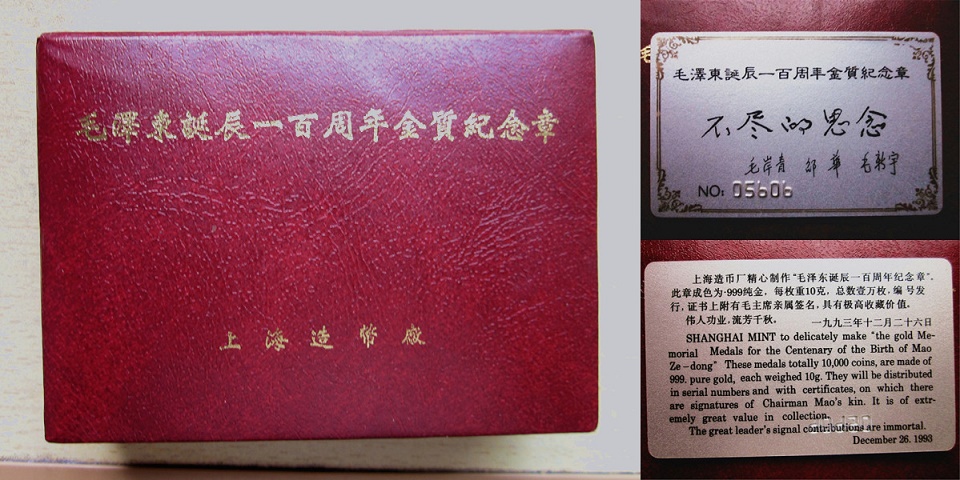 毛澤東誕辰一百周年金質紀念章
上海造幣廠
毛澤東誕辰一百周年金質紀念章
不尽的思念
毛岸青 邵華 毛新宇
NO: 05606
上海造币厂精心制作“毛泽东诞辰一百周年纪念章”.
此章成色为·999纯金，每枚重10克，总数壹万枚，编号发
行，证书上附有毛主席亲属签名，具有极高收藏价值.
伟人功业，流芳千秋。
一九九三年十二月二十六日
SHANGHAI MINT to delicately make “the gold Me-
morial Medals for the Centenary of the Birth of Mao
Ze–dong” These medals totally 10,000 coins, are made of
999. pure gold, each weighed 10g. They will be distributed
in serial numbers and with certificates, on which there
are signatures of Chairman Mao's kin. It is of extr-
emely great value in collection.
The great leader's signal contributions are immortal.
December 26. 1993